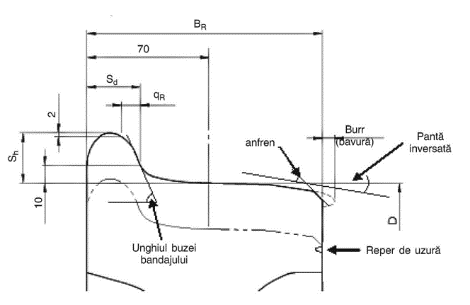 B_R
70
S_d
q_R
2
S_h
10
anfren
Burr
(bavură)
Pantă
inversată
D
Unghiul buzei
bandajului
Reper de uzură